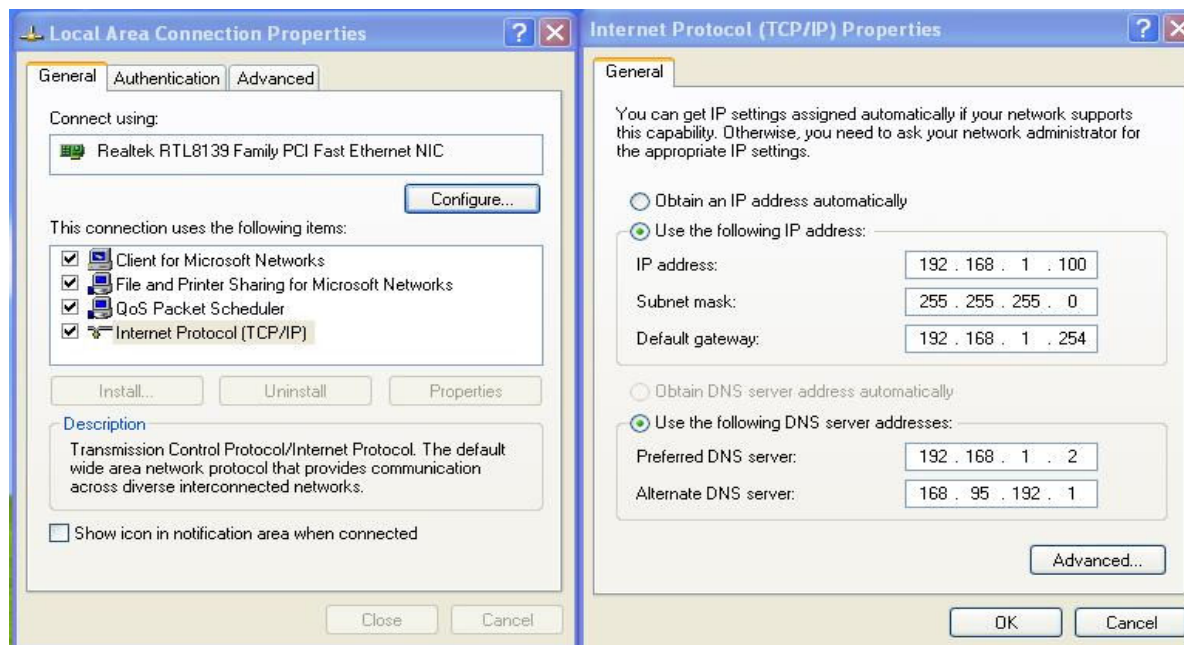 Local Area Connection Properties
General Authentication Advanced
Connect using:
Realtek RTL8139 Family PCI Fast Ethernet NIC
Configure...
This connection uses the following items:
Client for Microsoft Networks
File and Printer Sharing for Microsoft Networks
QoS Packet Scheduler
Internet Protocol (TCP/IP)
Install... Uninstall Properties
Description
Transmission Control Protocol/Internet Protocol. The default
wide area network protocol that provides communication
across diverse interconnected networks.
Show icon in notification area when connected
Close Cancel
Internet Protocol (TCP/IP) Properties
General
You can get IP settings assigned automatically if your network supports
this capability. Otherwise, you need to ask your network administrator for
the appropriate IP settings.
Obtain an IP address automatically
Use the following IP address:
IP address: 192 . 168 . 1 . 100
Subnet mask: 255 . 255 . 255 . 0
Default gateway: 192 . 168 . 1 . 254
Obtain DNS server address automatically
Use the following DNS server addresses:
Preferred DNS server: 192 . 168 . 1 . 2
Alternate DNS server: 168 . 95 . 192 . 1
Advanced...
OK Cancel